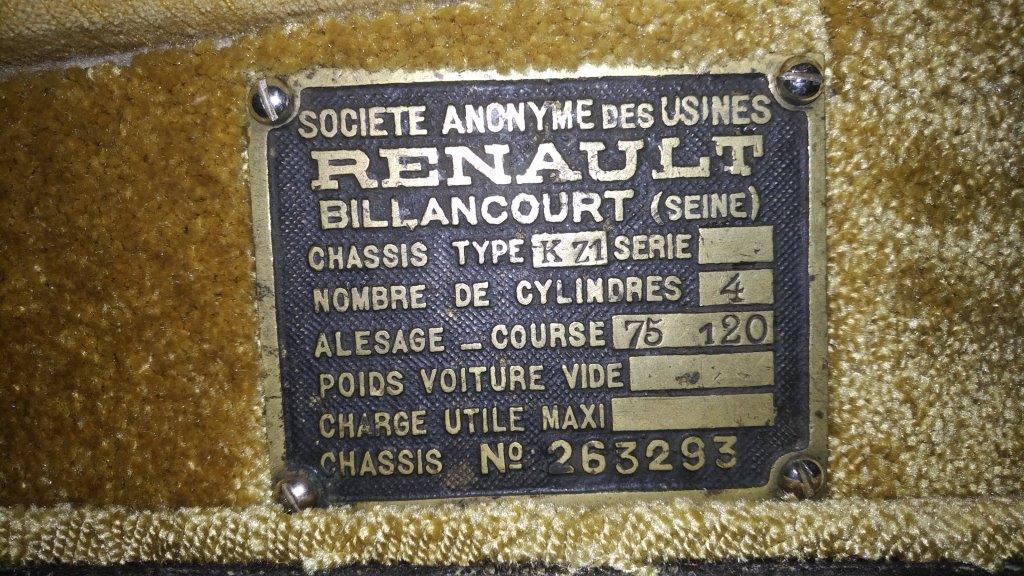 SOCIETE ANONYME DES USINES
RENAULT
BILLANCOURT (SEINE)
CHASSIS TYPE K Z1 SERIE
NOMBRE DE CYLINDRES 4
ALESAGE _ COURSE 75 120
POIDS VOITURE VIDE
CHARGE UTILE MAXI
CHASSIS Nº 263293